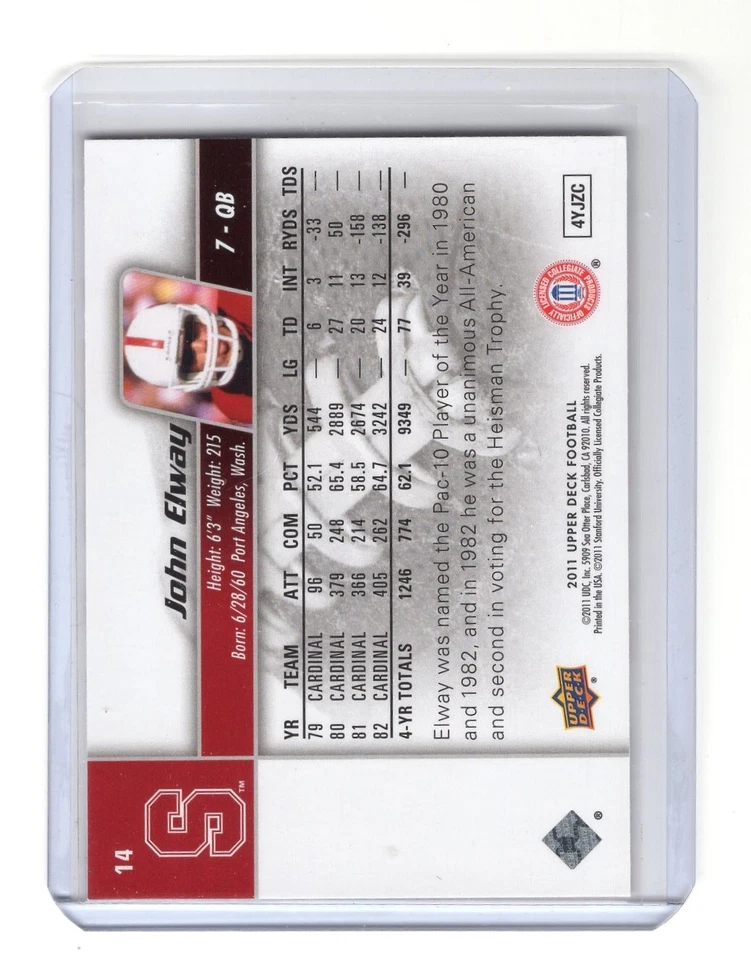 14
S
TM
John Elway
Height: 6'3" Weight: 215
Born: 6/28/60 Port Angeles, Wash.
7 - QB
YR TEAM ATT COM PCT YDS LG TD INT RYDS TDS
79 CARDINAL 96 50 52.1 544 — 6 3 -33 —
80 CARDINAL 379 248 65.4 2889 — 27 11 50 —
81 CARDINAL 366 214 58.5 2674 — 20 13 -158 —
82 CARDINAL 405 262 64.7 3242 — 24 12 -138 —
4-YR TOTALS 1246 774 62.1 9349 — 77 39 -296 —
Elway was named the Pac-10 Player of the Year in 1980
and 1982, and in 1982 he was a unanimous All-American
and second in voting for the Heisman Trophy.
®
UPPER
DECK
®
2011 UPPER DECK FOOTBALL
©2011 UDC, Inc. 5909 Sea Otter Place, Carlsbad, CA 92010. All rights reserved.
Printed in the USA. ©2011 Stanford University. Officially Licensed Collegiate Products.
OFFICIALLY LICENSED COLLEGIATE PRODUCTS
®
4YJZC